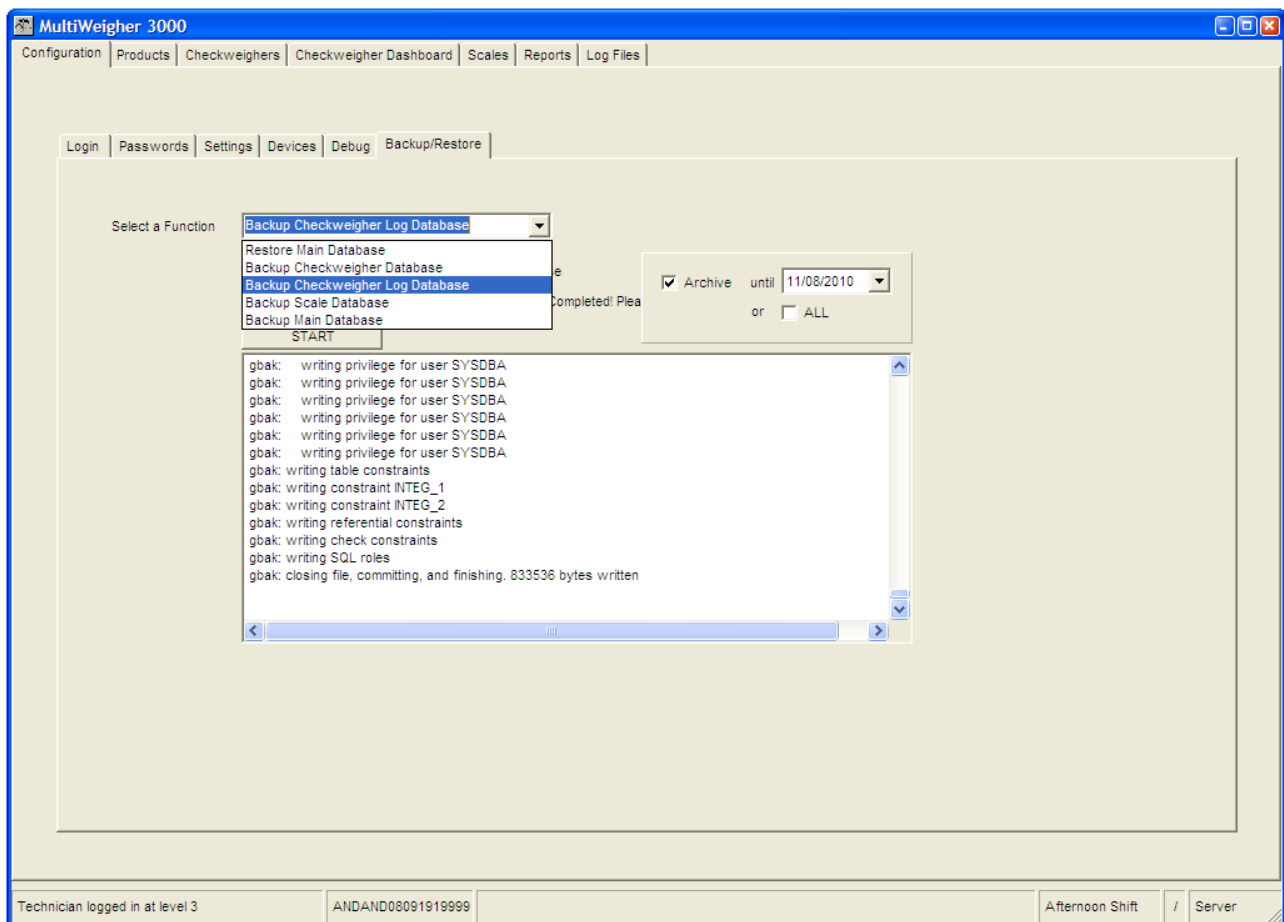 MultiWeigher 3000
Configuration Products Checkweighers Checkweigher Dashboard Scales Reports Log Files
Login Passwords Settings Devices Debug Backup/Restore
Select a Function Backup Checkweigher Log Database
Restore Main Database
Backup Checkweigher Database
Backup Checkweigher Log Database
Backup Scale Database
Backup Main Database
e
Completed! Plea
Archive until 11/08/2010
or ALL
START
gbak: writing privilege for user SYSDBA
gbak: writing privilege for user SYSDBA
gbak: writing privilege for user SYSDBA
gbak: writing privilege for user SYSDBA
gbak: writing privilege for user SYSDBA
gbak: writing privilege for user SYSDBA
gbak: writing table constraints
gbak: writing constraint INTEG_1
gbak: writing constraint INTEG_2
gbak: writing referential constraints
gbak: writing check constraints
gbak: writing SQL roles
gbak: closing file, committing, and finishing. 833536 bytes written
Technician logged in at level 3 ANDAND08091919999 Afternoon Shift / Server